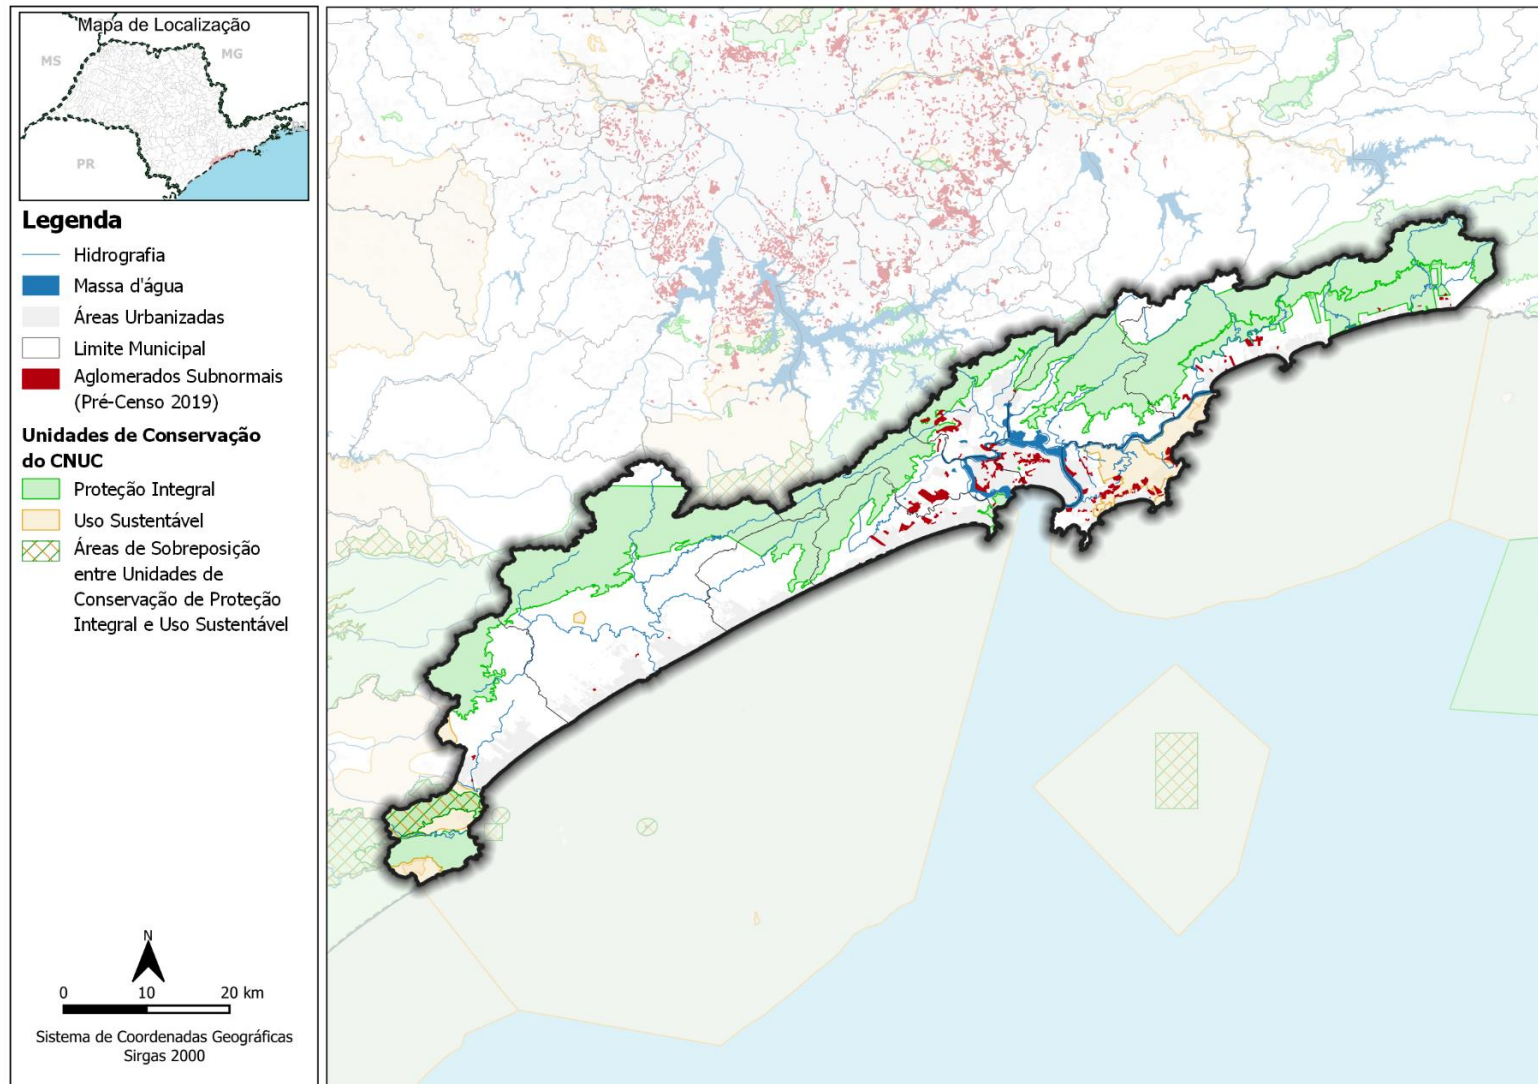 Mapa de Localização
MS
MG
PR
Legenda
Hidrografia
Massa d'água
Áreas Urbanizadas
Limite Municipal
Aglomerados Subnormais
(Pré-Censo 2019)
Unidades de Conservação
do CNUC
Proteção Integral
Uso Sustentável
Áreas de Sobreposição
entre Unidades de
Conservação de Proteção
Integral e Uso Sustentável
N
0 10 20 km
Sistema de Coordenadas Geográficas
Sirgas 2000